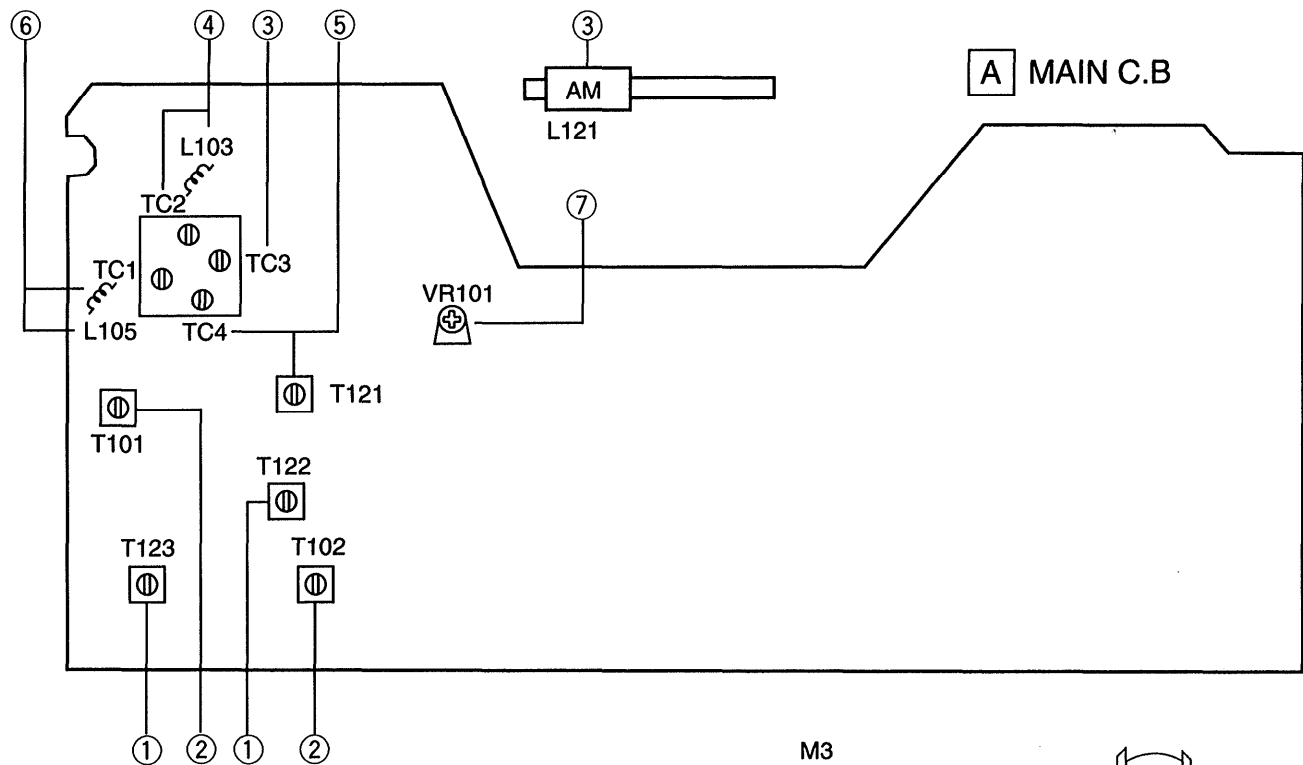 ⑥ ④ ③ ⑤ ③
A MAIN C.B
AM
L121
L103
TC2
⑦
TC1
TC3
VR101
L105
TC4
T121
T101
T122
T123
T102
① ② ① ②
M3